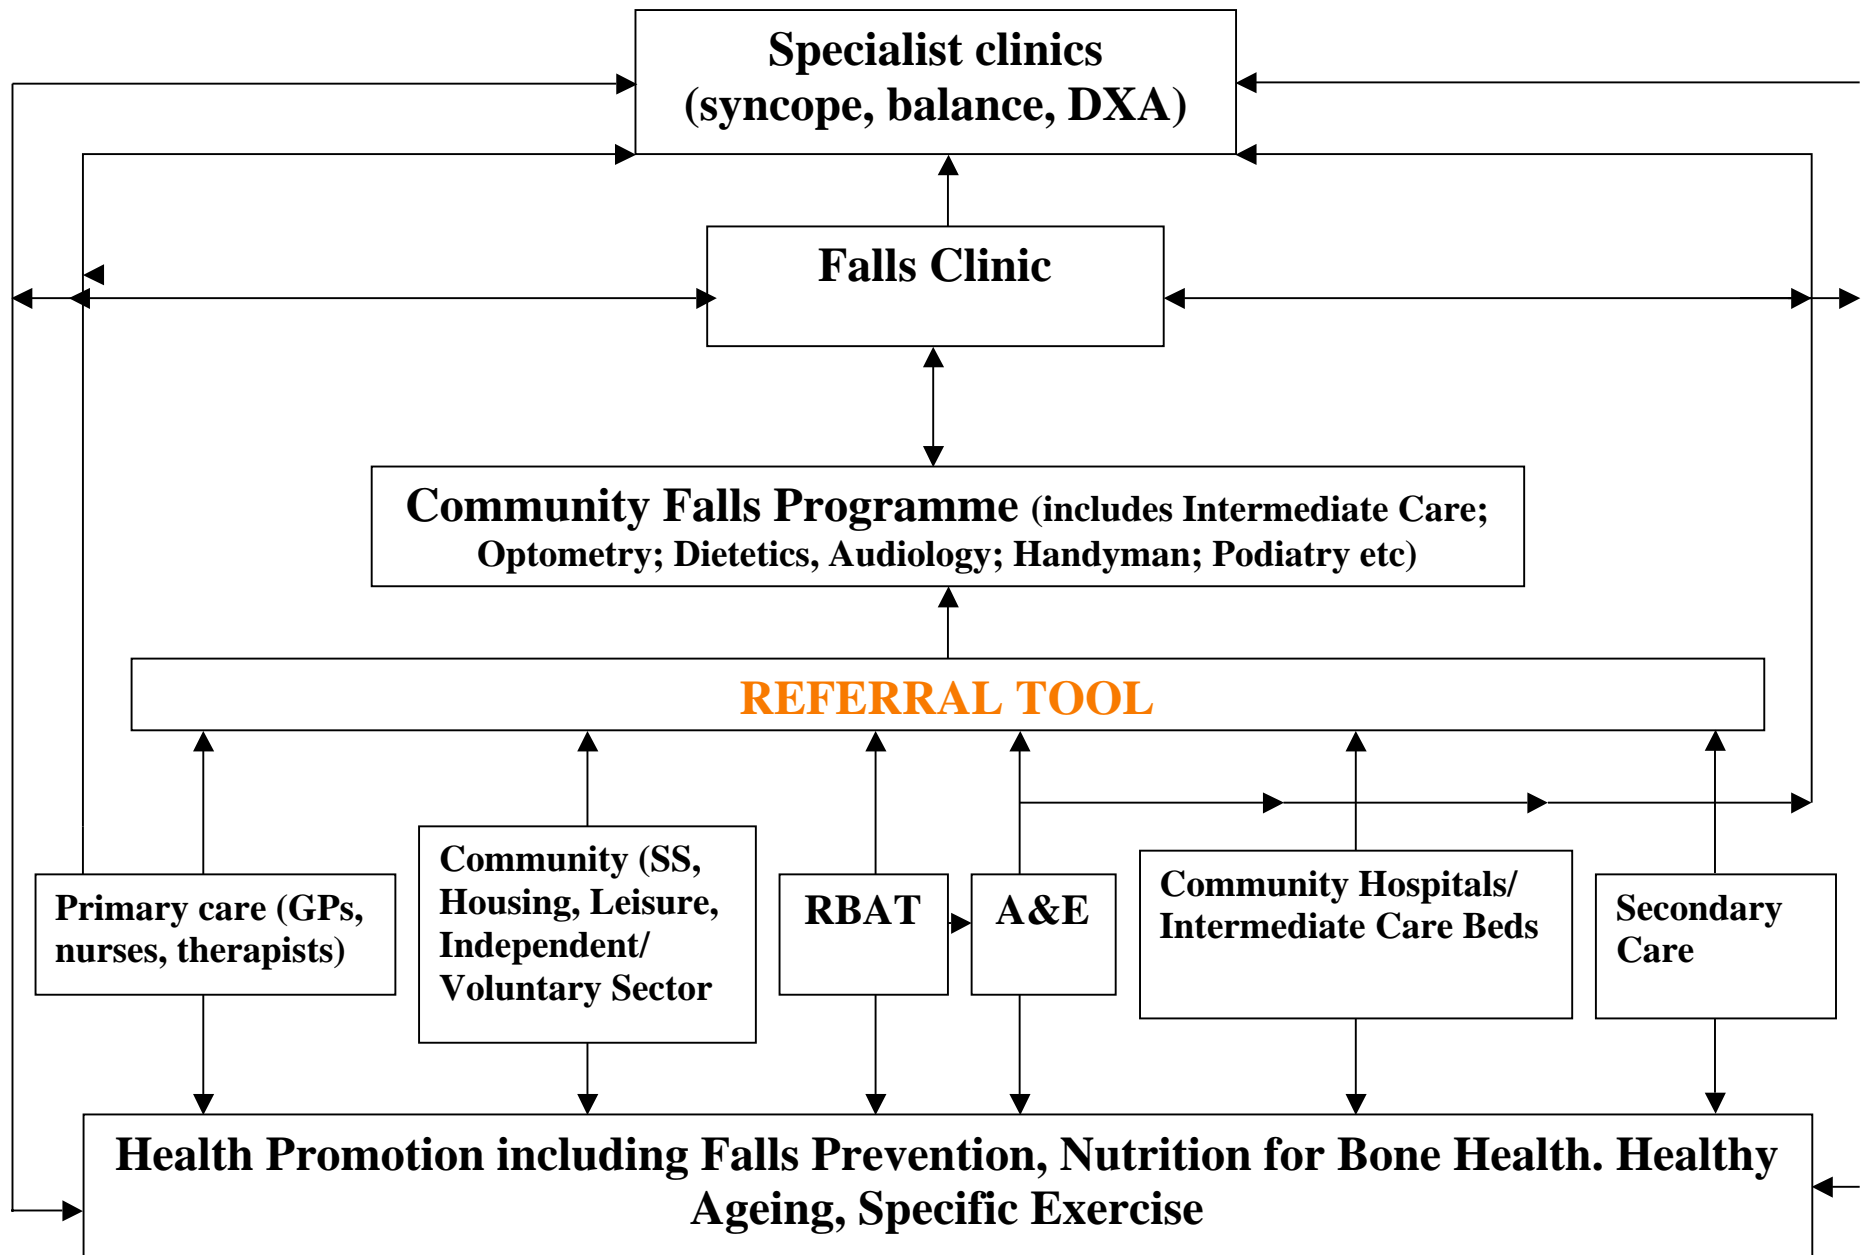 Specialist clinics
(syncope, balance, DXA)
Falls Clinic
Community Falls Programme (includes Intermediate Care;
Optometry; Dietetics, Audiology; Handyman; Podiatry etc)
REFERRAL TOOL
Primary care (GPs,
nurses, therapists)
Community (SS,
Housing, Leisure,
Independent/
Voluntary Sector
RBAT
A&E
Community Hospitals/
Intermediate Care Beds
Secondary
Care
Health Promotion including Falls Prevention, Nutrition for Bone Health. Healthy
Ageing, Specific Exercise